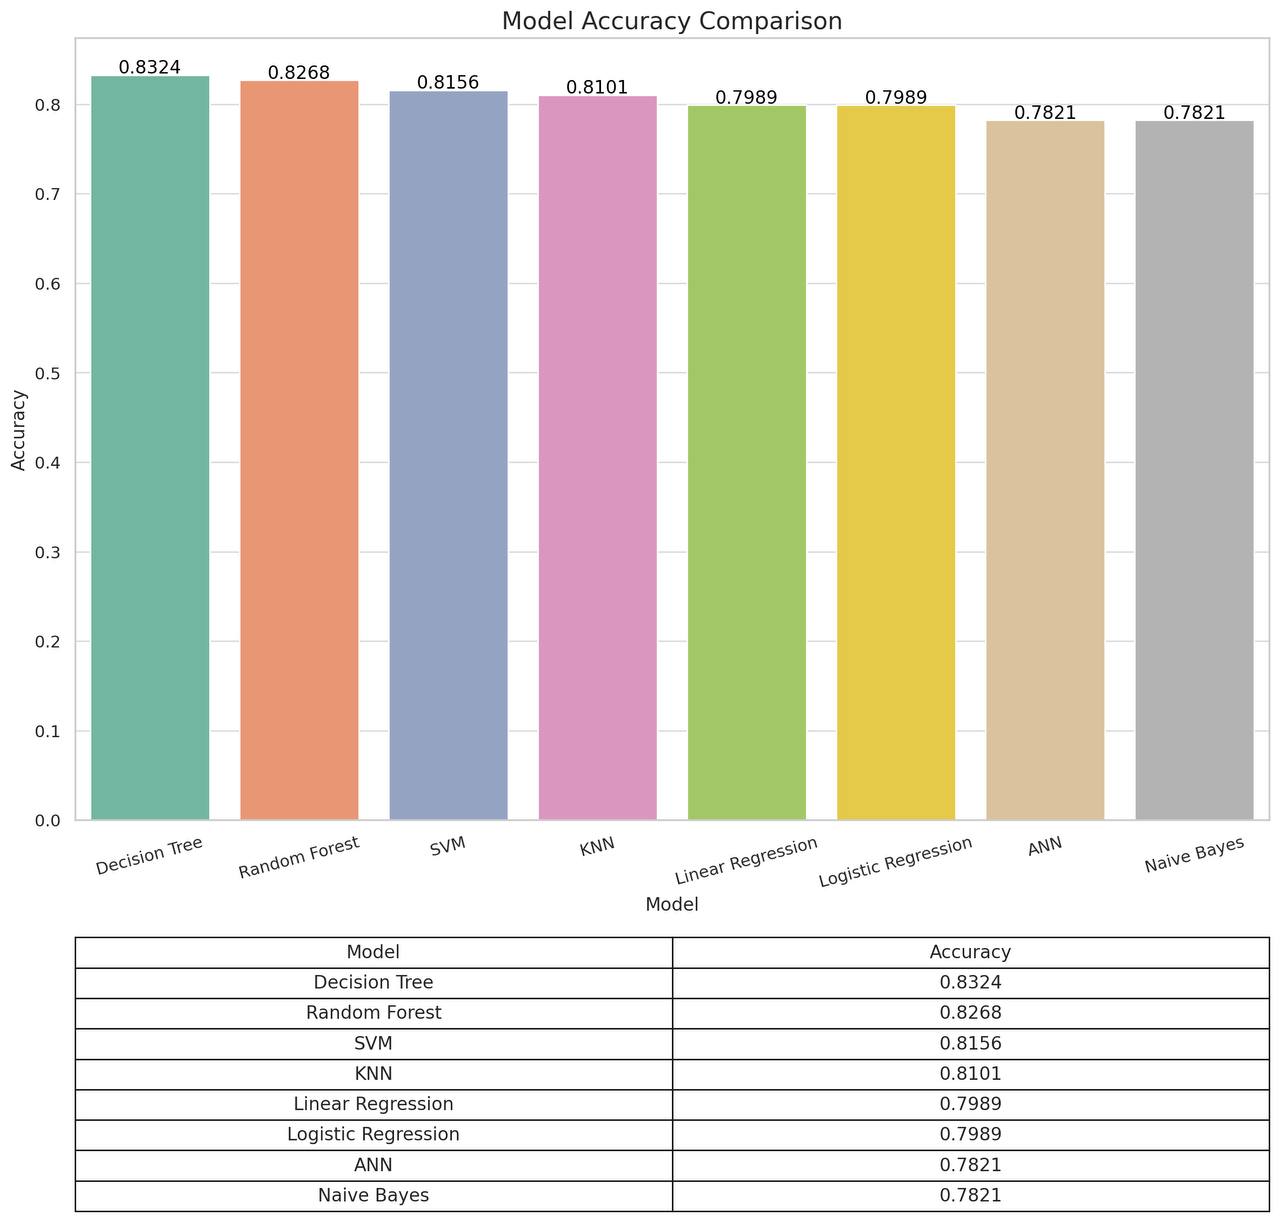 Model Accuracy Comparison
0.8324
0.8268
0.8156
0.8101
0.7989
0.7989
0.7821
0.7821
Accuracy
0.8
0.7
0.6
0.5
0.4
0.3
0.2
0.1
0.0
Decision Tree
Random Forest
SVM
KNN
Linear Regression
Logistic Regression
ANN
Naive Bayes
Model
Model Accuracy
Decision Tree 0.8324
Random Forest 0.8268
SVM 0.8156
KNN 0.8101
Linear Regression 0.7989
Logistic Regression 0.7989
ANN 0.7821
Naive Bayes 0.7821